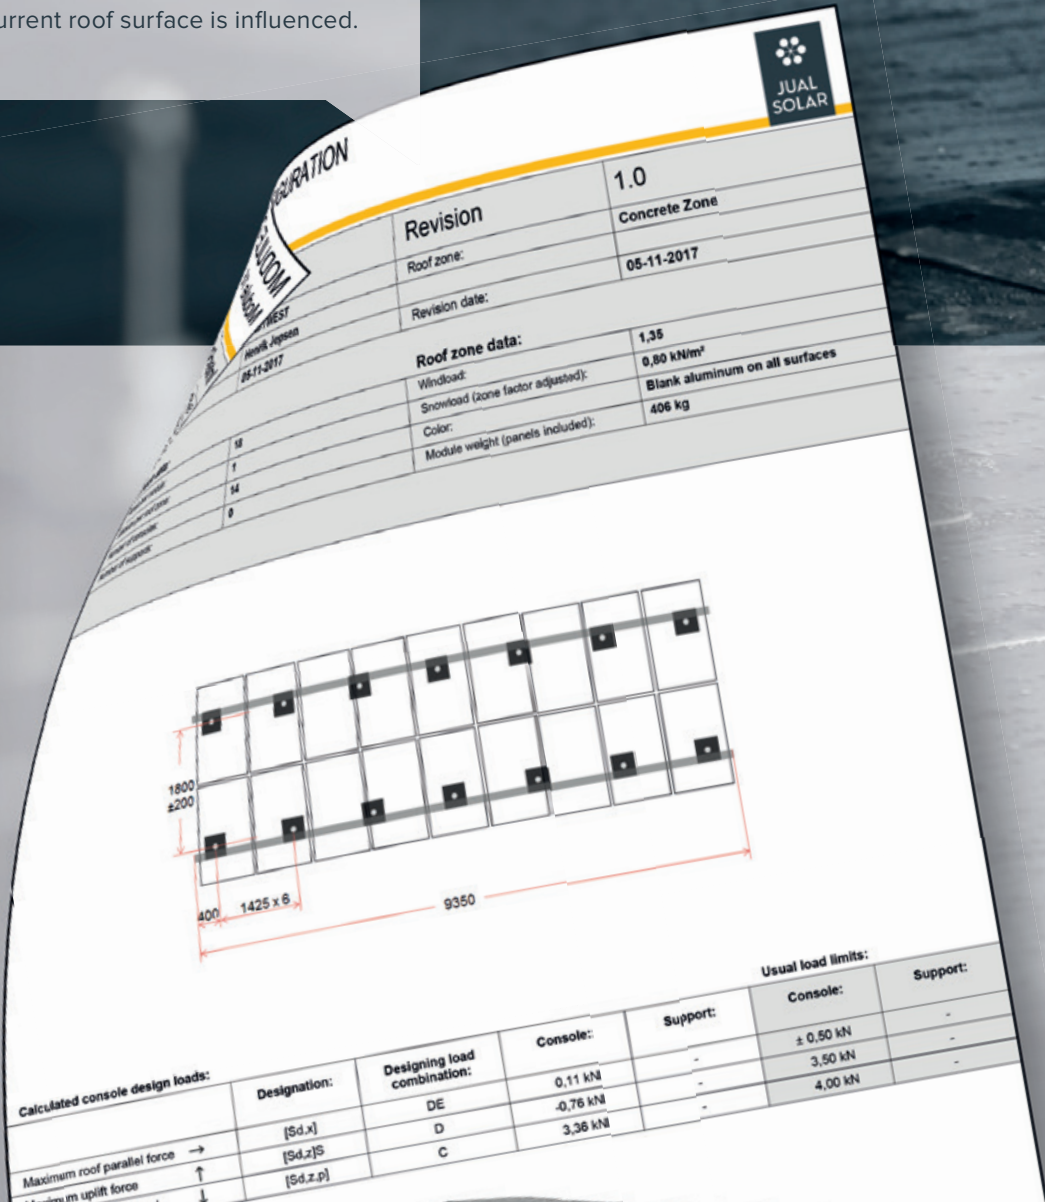 urrent roof surface is influenced.
JUAL
SOLAR
GURATION
Revision
1.0
Roof zone:
Concrete Zone
Revision date:
05-11-2017
WEST
Henrik Jepsen
05-11-2017
Roof zone data:
Windload:
1,35
Snowload (zone factor adjusted):
0,80 kN/m²
Color:
Blank aluminum on all surfaces
Module weight (panels included):
406 kg
18
1
14
0
1800
±200
400
1425 x 6
9350
Usual load limits:
Calculated console design loads:
Designation:
Designing load
combination:
Console:
Support:
Console:
Support:
Maximum roof parallel force →
[Sd,x]
DE
0,11 kN
-
± 0,50 kN
-
uplift force ↑
[Sd,z]S
D
-0,76 kN
-
3,50 kN
-
↓
[Sd,z,p]
C
3,36 kN
-
4,00 kN
-